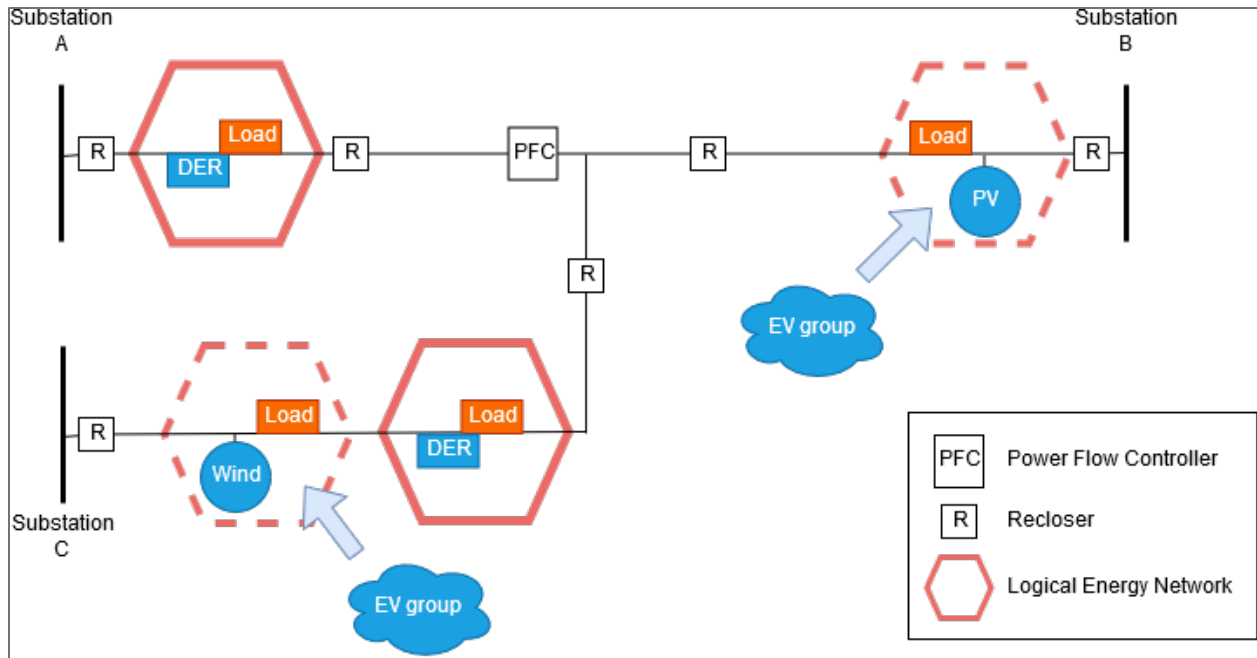 Substation
A
Substation
B
R
Load
DER
R
PFC
R
Load
R
PV
R
EV group
R
Load
Wind
Load
DER
Substation
C
EV group
PFC
Power Flow Controller
R
Recloser
Logical Energy Network